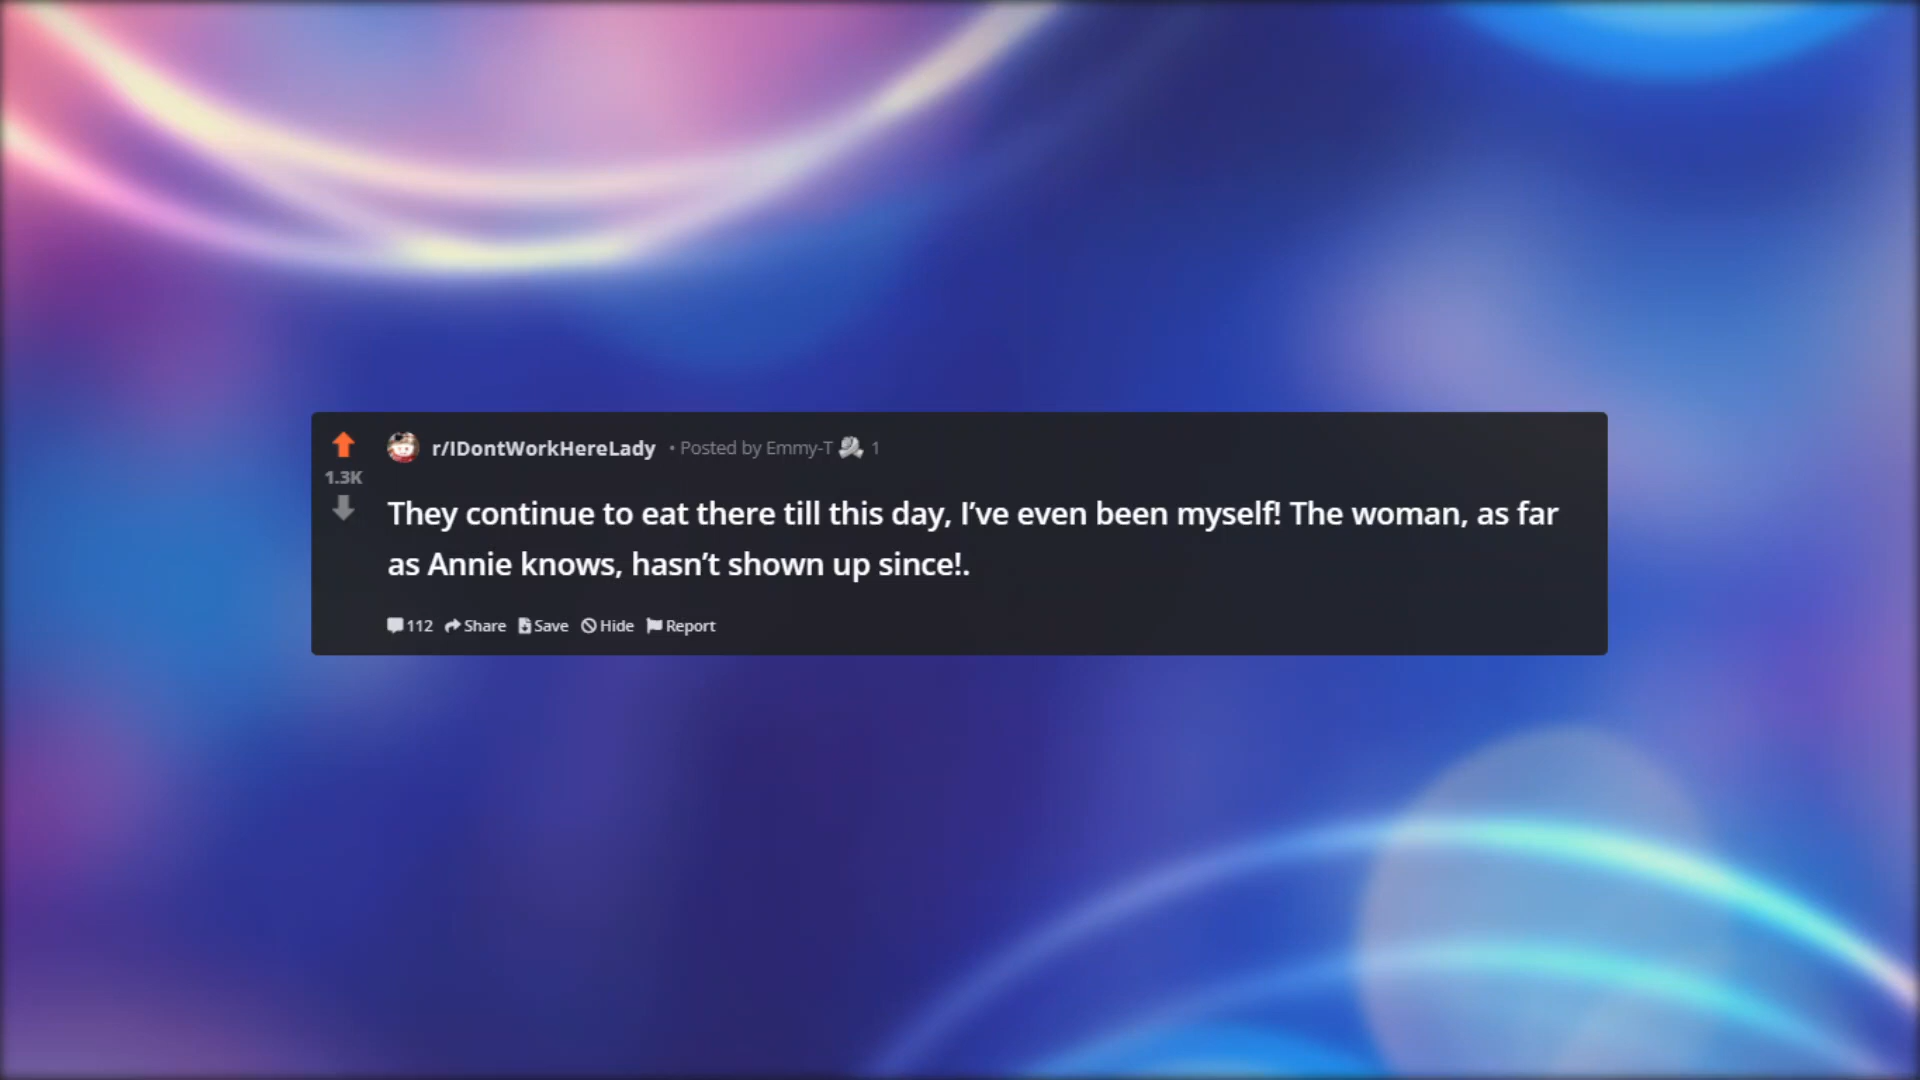 r/IDontWorkHereLady • Posted by Emmy-T 1
1.3K
They continue to eat there till this day, I’ve even been myself! The woman, as far
as Annie knows, hasn’t shown up since!.
112 Share Save Hide Report